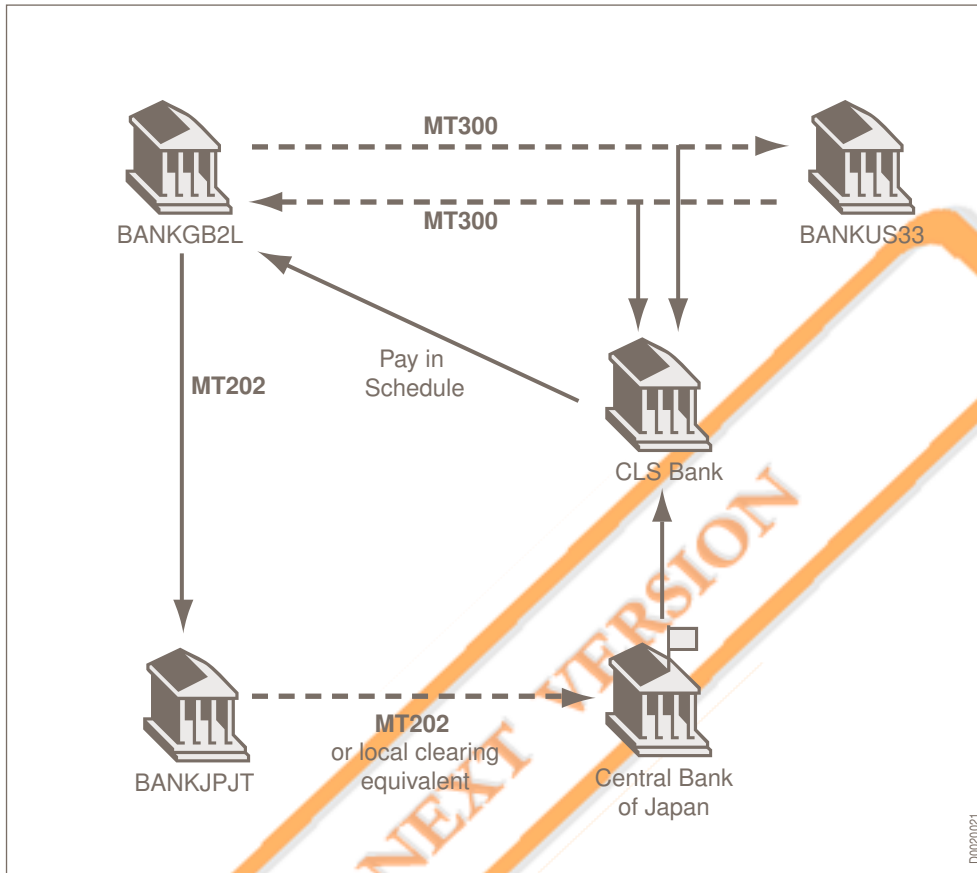 MT300
MT300
BANKGB2L
BANKUS33
Pay in
Schedule
MT202
CLS Bank
NEXT VERSION
MT202
or local clearing
equivalent
BANKJPJT
Central Bank
of Japan
D0020021